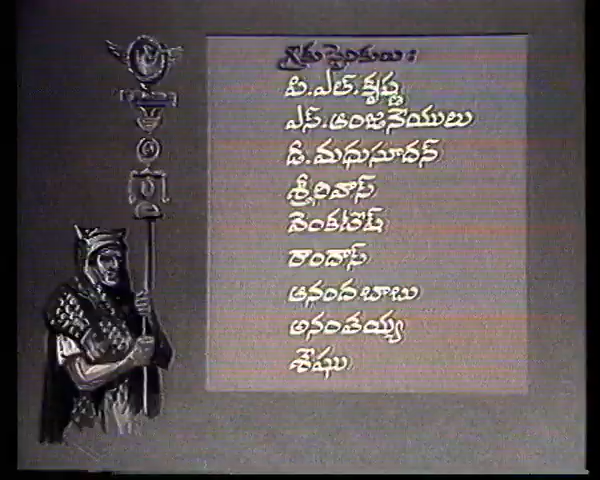 పి.ఎల్.కృష్ణ
ఎస్.ఆంజనేయులు
డి.మధుసూదన్
శ్రీనివాస్
వెంకటేష్
రాందాస్
ఆనందబాబు
అనంతయ్య
శేషు